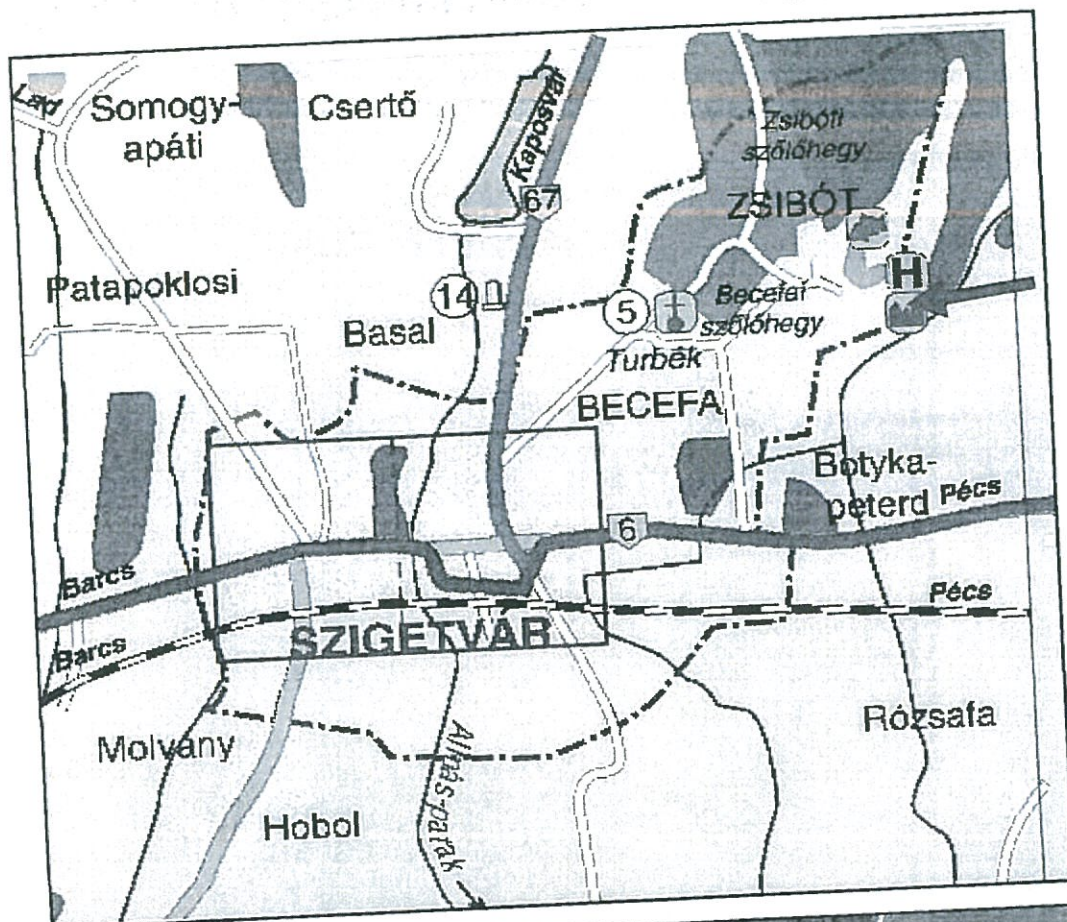 Lad
Somogy-
apáti
Csertő
Kaposvár
67
Zsibóti
szőlőhegy
ZSIBÓT
H
Patapoklosi
14
Basal
5
Becefai
szőlőhegy
Turbék
BECEFA
Botyka-
peterd
Pécs
6
Barcs
Barcs
Pécs
SZIGETVÁR
Molvány
Rózsafa
Hobol
Almás-patak